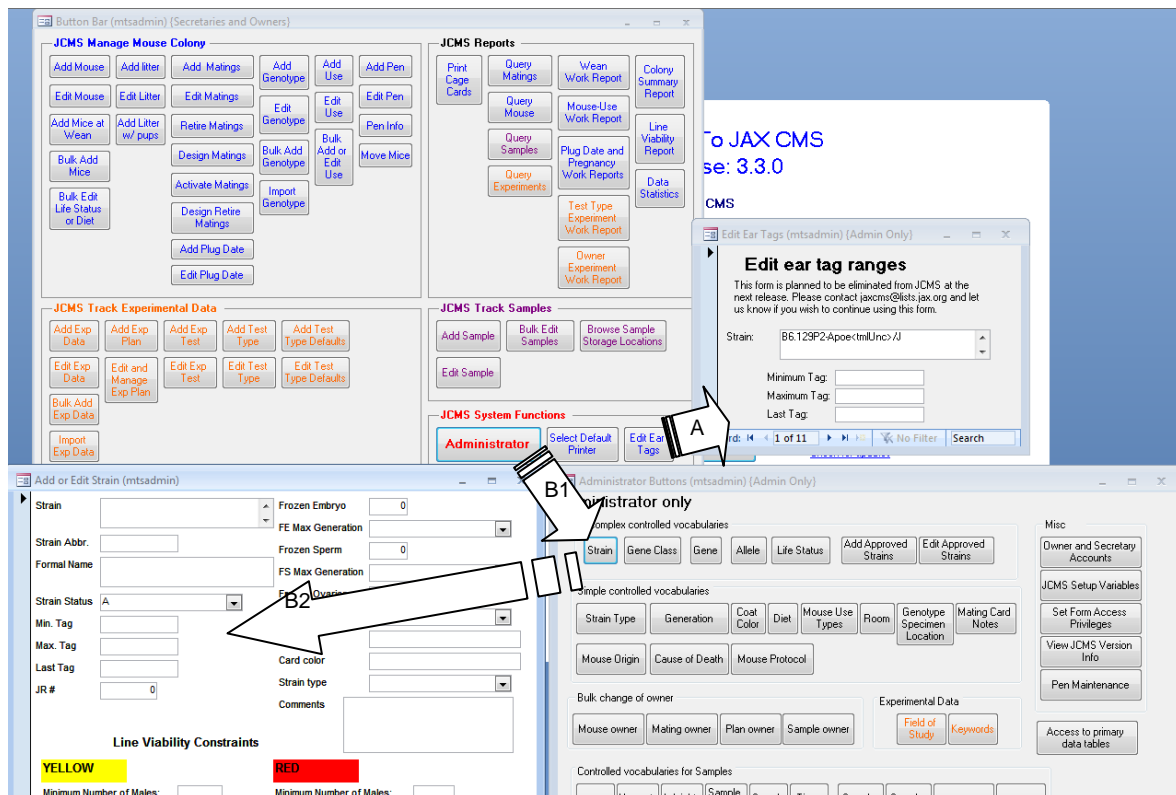 Button Bar (mtsadmin) {Secretaries and Owners}
JCMS Manage Mouse Colony
Add Mouse
Add litter
Add Matings
Add Genotype
Add Use
Add Pen
Edit Mouse
Edit Litter
Edit Matings
Edit Genotype
Edit Use
Edit Pen
Add Mice at Wean
Add Litter w/ pups
Retire Matings
Bulk Add Genotype
Bulk Add or Edit Use
Pen Info
Bulk Add Mice
Design Matings
Move Mice
Activate Matings
Import Genotype
Bulk Edit Life Status or Diet
Design Retire Matings
Add Plug Date
Edit Plug Date
JCMS Reports
Print Cage Cards
Query Matings
Wean Work Report
Colony Summary Report
Query Mouse
Mouse-Use Work Report
Query Samples
Plug Date and Pregnancy Work Reports
Line Viability Report
Query Experiments
Data Statistics
Test Type Experiment Work Report
Owner Experiment Work Report
JCMS Track Experimental Data
Add Exp Data
Add Exp Plan
Add Exp Test
Add Test Type
Add Test Type Defaults
Edit Exp Data
Edit and Manage Exp Plan
Edit Exp Test
Edit Test Type
Edit Test Type Defaults
Bulk Add Exp Data
Import Exp Data
JCMS Track Samples
Add Sample
Bulk Edit Samples
Browse Sample Storage Locations
Edit Sample
JCMS System Functions
Administrator
Select Default Printer
Edit Ear Tags
To JAX CMS
se: 3.3.0
CMS
Edit Ear Tags (mtsadmin) {Admin Only}
Edit ear tag ranges
This form is planned to be eliminated from JCMS at the
next release. Please contact jaxcms@lists.jax.org and let
us know if you wish to continue using this form.
Strain: B6.129P2-Apoe<tmlUnc>/J
Minimum Tag:
Maximum Tag:
Last Tag:
rd: 1 of 11 No Filter Search
A
B1
B2
Add or Edit Strain (mtsadmin)
Strain
Strain Abbr.
Formal Name
Strain Status A
Min. Tag
Max. Tag
Last Tag
JR # 0
Frozen Embryo 0
FE Max Generation
Frozen Sperm 0
FS Max Generation
Card color
Strain type
Comments
Line Viability Constraints
YELLOW
RED
Minimum Number of Males:
Minimum Number of Males:
Administrator Buttons (mtsadmin) {Admin Only}
ministrator only
omplex controlled vocabularies
Strain
Gene Class
Gene
Allele
Life Status
Add Approved Strains
Edit Approved Strains
Simple controlled vocabularies
Strain Type
Generation
Coat Color
Diet
Mouse Use Types
Room
Genotype Specimen Location
Mating Card Notes
Mouse Origin
Cause of Death
Mouse Protocol
Bulk change of owner
Mouse owner
Mating owner
Plan owner
Sample owner
Experimental Data
Field of Study
Keywords
Controlled vocabularies for Samples
Sample
Misc
Owner and Secretary Accounts
JCMS Setup Variables
Set Form Access Privileges
View JCMS Version Info
Pen Maintenance
Access to primary data tables